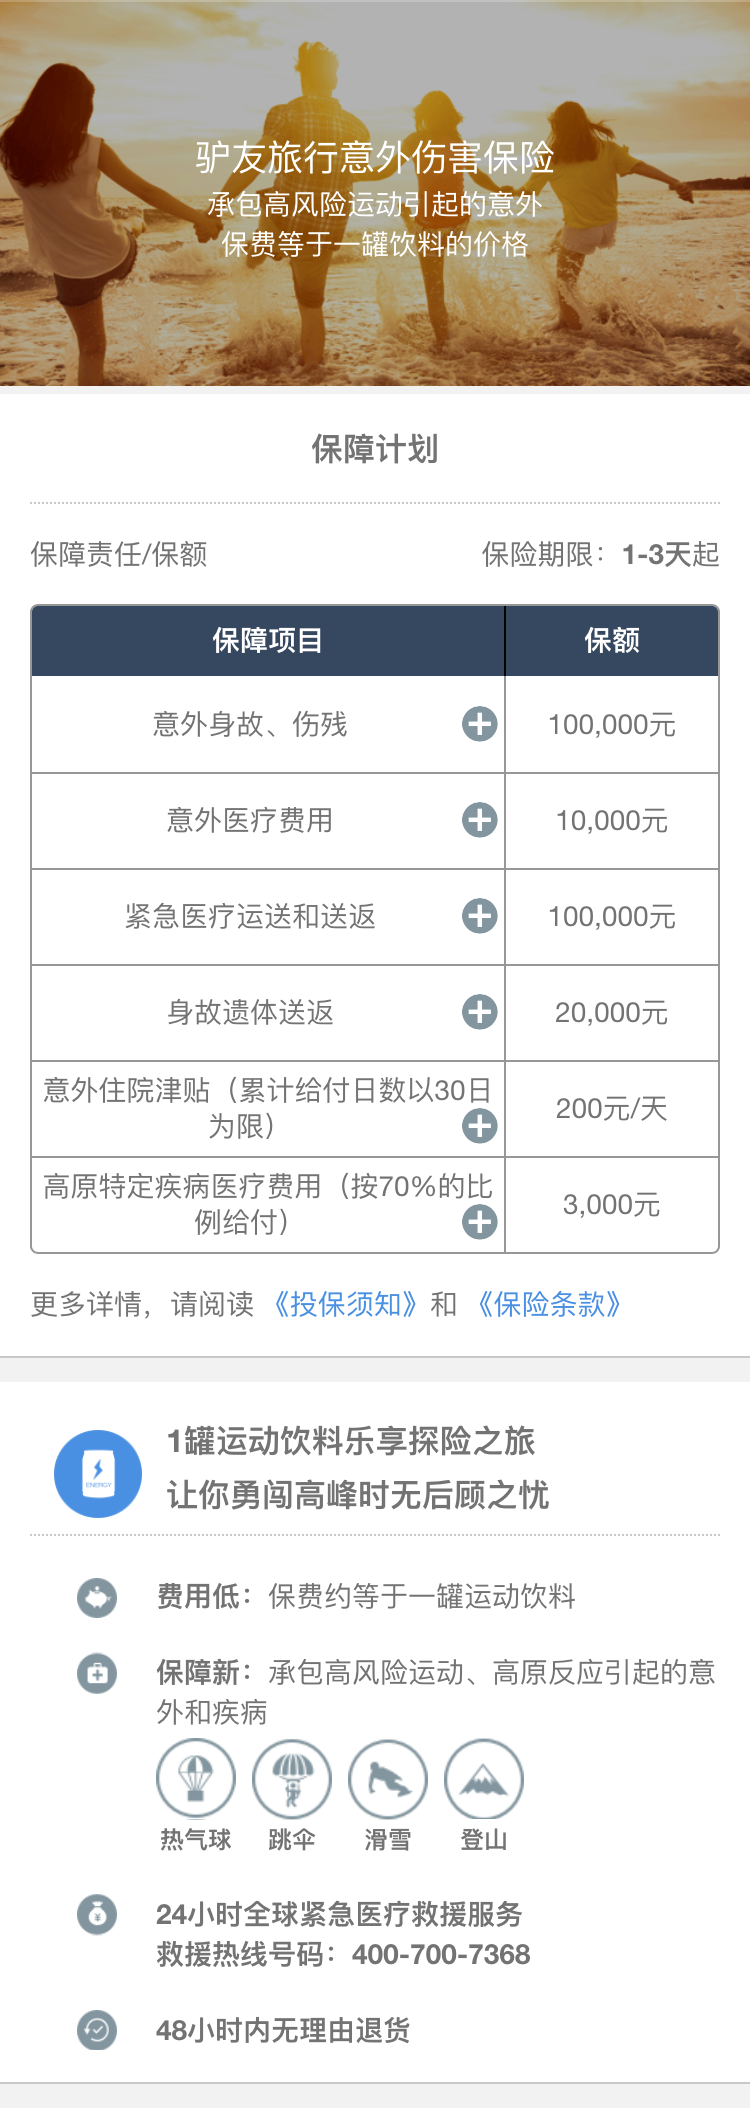 驴友旅行意外伤害保险
承包高风险运动引起的意外
保费等于一罐饮料的价格
保障计划
保障责任/保额
保险期限：1-3天起
保障项目
保额
意外身故、伤残
100,000元
意外医疗费用
10,000元
紧急医疗运送和送返
100,000元
身故遗体送返
20,000元
意外住院津贴（累计给付日数以30日
为限）
200元/天
高原特定疾病医疗费用（按70%的比
例给付）
3,000元
更多详情，请阅读《投保须知》和《保险条款》
ENERGY
1罐运动饮料乐享探险之旅
让你勇闯高峰时无后顾之忧
费用低：保费约等于一罐运动饮料
保障新：承包高风险运动、高原反应引起的意
外和疾病
热气球
跳伞
滑雪
登山
¥
24小时全球紧急医疗救援服务
救援热线号码：400-700-7368
48小时内无理由退货